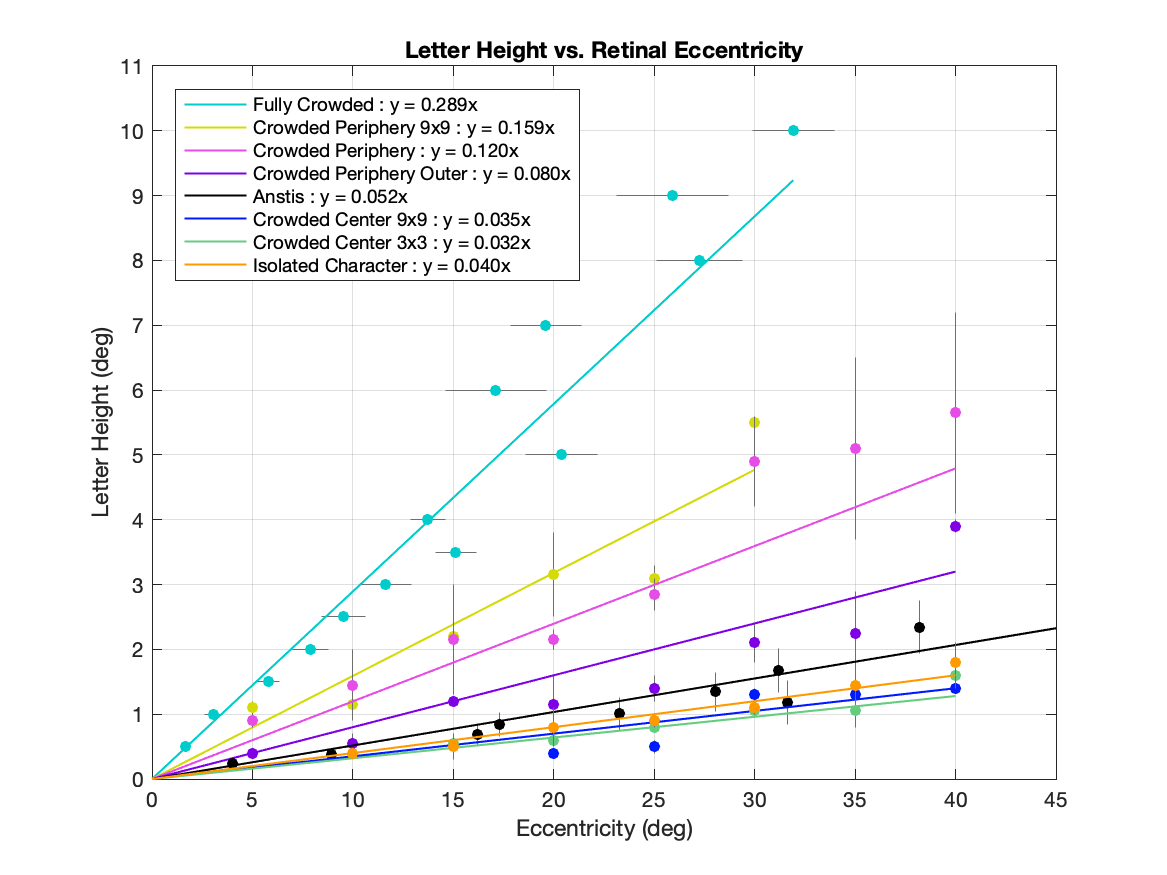 Letter Height vs. Retinal Eccentricity
11
10
9
8
7
6
5
4
3
2
1
0
Letter Height (deg)
Fully Crowded : y = 0.289x
Crowded Periphery 9x9 : y = 0.159x
Crowded Periphery : y = 0.120x
Crowded Periphery Outer : y = 0.080x
Anstis : y = 0.052x
Crowded Center 9x9 : y = 0.035x
Crowded Center 3x3 : y = 0.032x
Isolated Character : y = 0.040x
0 5 10 15 20 25 30 35 40 45
Eccentricity (deg)